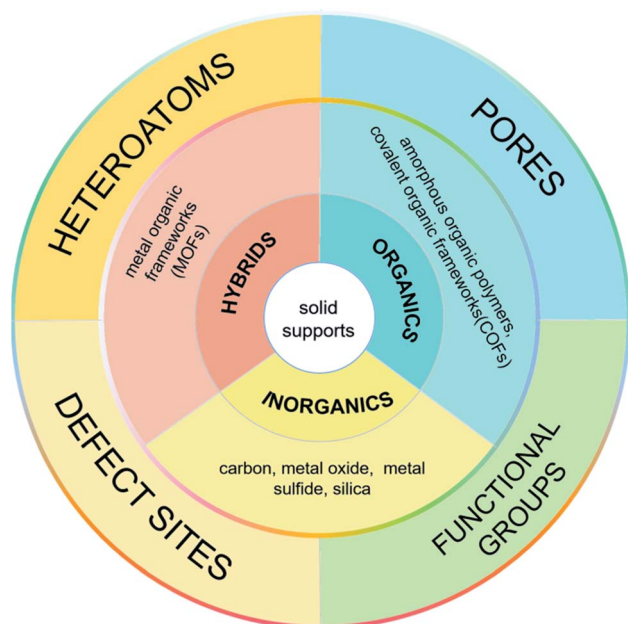 HETEROATOMS
PORES
metal organic
frameworks
(MOFs)
amorphous organic polymers,
covalent organic frameworks(COFs)
HYBRIDS
ORGANICS
solid
supports
INORGANICS
carbon, metal oxide, metal
sulfide, silica
DEFECT SITES
FUNCTIONAL
GROUPS